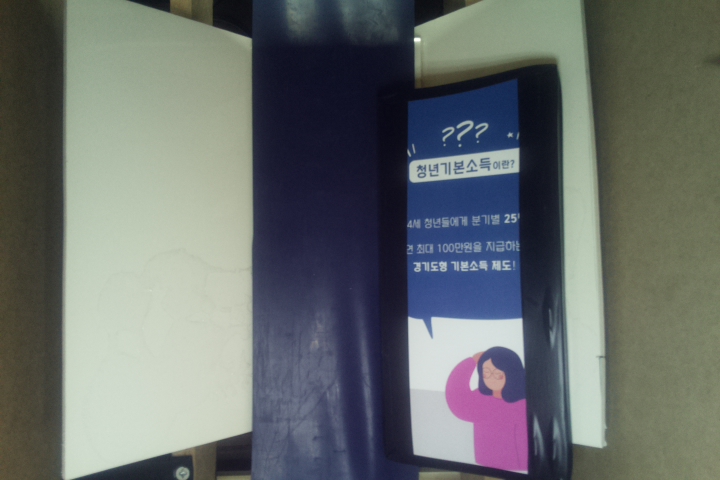 ???
청년기본소득이란?
4세 청년들에게 분기별 25
최대 100만원을 지급하는
경기도형 기본소득 제도!